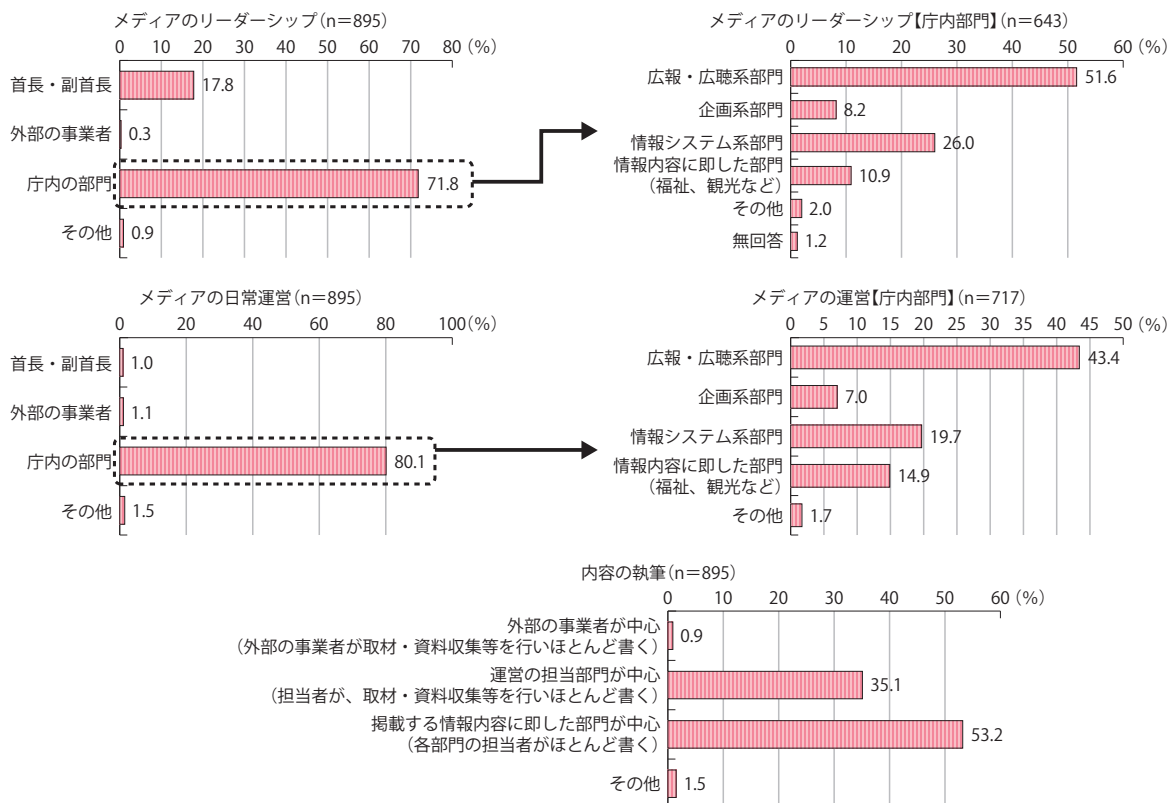 メディアのリーダーシップ（n＝895）
0 10 20 30 40 50 60 70 80（%）
首長・副首長 17.8
外部の事業者 0.3
庁内の部門 71.8
その他 0.9
メディアのリーダーシップ【庁内部門】（n＝643）
0 10 20 30 40 50 60（%）
広報・広聴系部門 51.6
企画系部門 8.2
情報システム系部門 26.0
情報内容に即した部門
（福祉、観光など） 10.9
その他 2.0
無回答 1.2
メディアの日常運営（n＝895）
0 20 40 60 80 100（%）
首長・副首長 1.0
外部の事業者 1.1
庁内の部門 80.1
その他 1.5
メディアの運営【庁内部門】（n＝717）
0 5 10 15 20 25 30 35 40 45 50（%）
広報・広聴系部門 43.4
企画系部門 7.0
情報システム系部門 19.7
情報内容に即した部門
（福祉、観光など） 14.9
その他 1.7
内容の執筆（n＝895）
0 10 20 30 40 50 60（%）
外部の事業者が中心
（外部の事業者が取材・資料収集等を行いほとんど書く） 0.9
運営の担当部門が中心
（担当者が、取材・資料収集等を行いほとんど書く） 35.1
掲載する情報内容に即した部門が中心
（各部門の担当者がほとんど書く） 53.2
その他 1.5